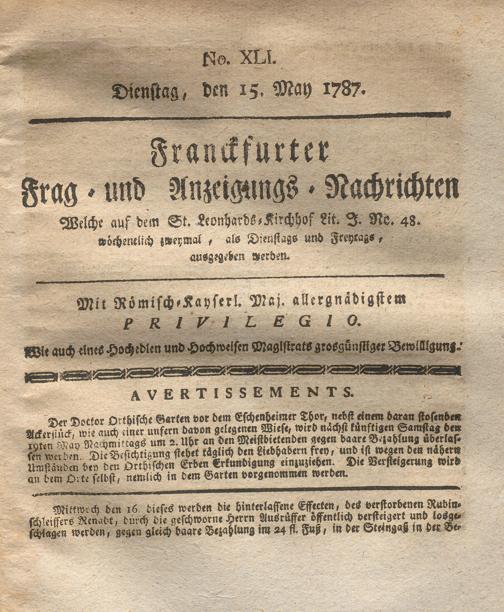 No. XLI.
Dienstag, den 15. May 1787.
Franckfurter
Frag- und Anzeigungs-Nachrichten
Welche auf dem St. Leonhards-Kirchhof Lit. J. No. 48.
wöchentlich zweymal, als Dienstags und Freytags,
ausgegeben werden.
Mit Römisch-Kayserl. Maj. allergnädigstem
PRIVILEGIO.
Wie auch eines Hochedlen und Hochweisen Magistrats grosgünstiger Bewilligung.
AVERTISSEMENTS.
Der Doctor Orthische Garten vor dem Eschenheimer Thor, nebst einem daran stosenden
Ackerstück, wie auch einer unfern davon gelegenen Wiese, wird nächst künftigen Samstag den
19ten May Nachmittags um 2. Uhr an den Meistbietenden gegen baare Bezahlung überlas-
sen werden. Die Besichtigung stehet täglich den Liebhabern frey, und ist wegen den nähern
Umständen bey den Orthischen Erben Erkundigung einzuziehen. Die Versteigerung wird
an dem Orte selbst, nemlich in dem Garten vorgenommen werden.
Mittwoch den 16. dieses werden die hinterlassene Effecten, des verstorbenen Rubin-
schleiffers Renadt, durch die geschworne Herrn Ausrüffer öffentlich versteigert und losge-
schlagen werden, gegen gleich baare Bezahlung im 24 fl. Fuß, in der Steingaß in der Be-